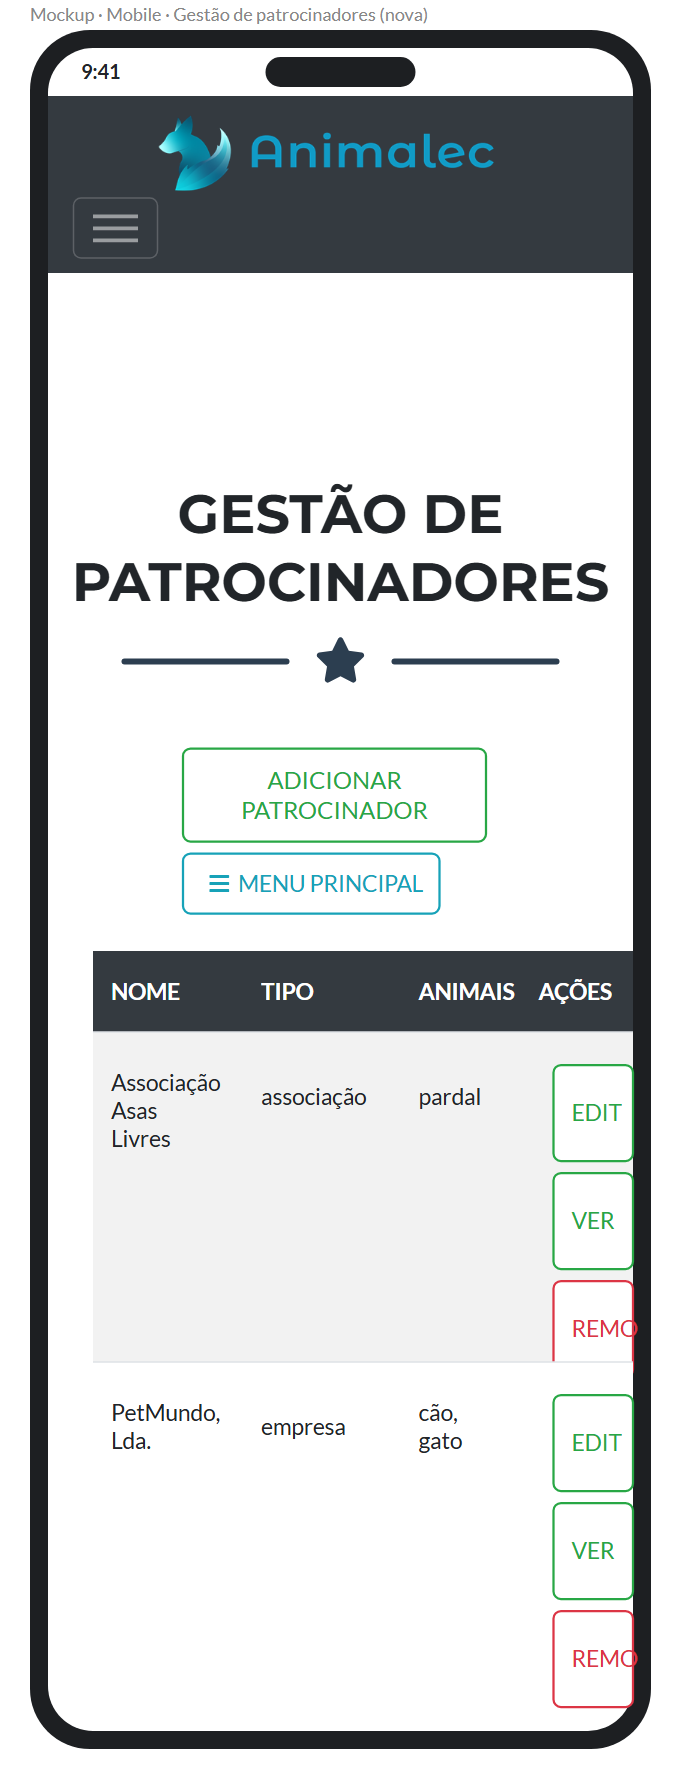 Mockup · Mobile · Gestão de patrocinadores (nova)
9:41
Animalec
GESTÃO DE
PATROCINADORES
ADICIONAR
PATROCINADOR
MENU PRINCIPAL
NOME TIPO ANIMAIS AÇÕES
Associação
Asas
Livres
associação
pardal
EDIT
VER
REMO
PetMundo,
Lda.
empresa
cão,
gato
EDIT
VER
REMO